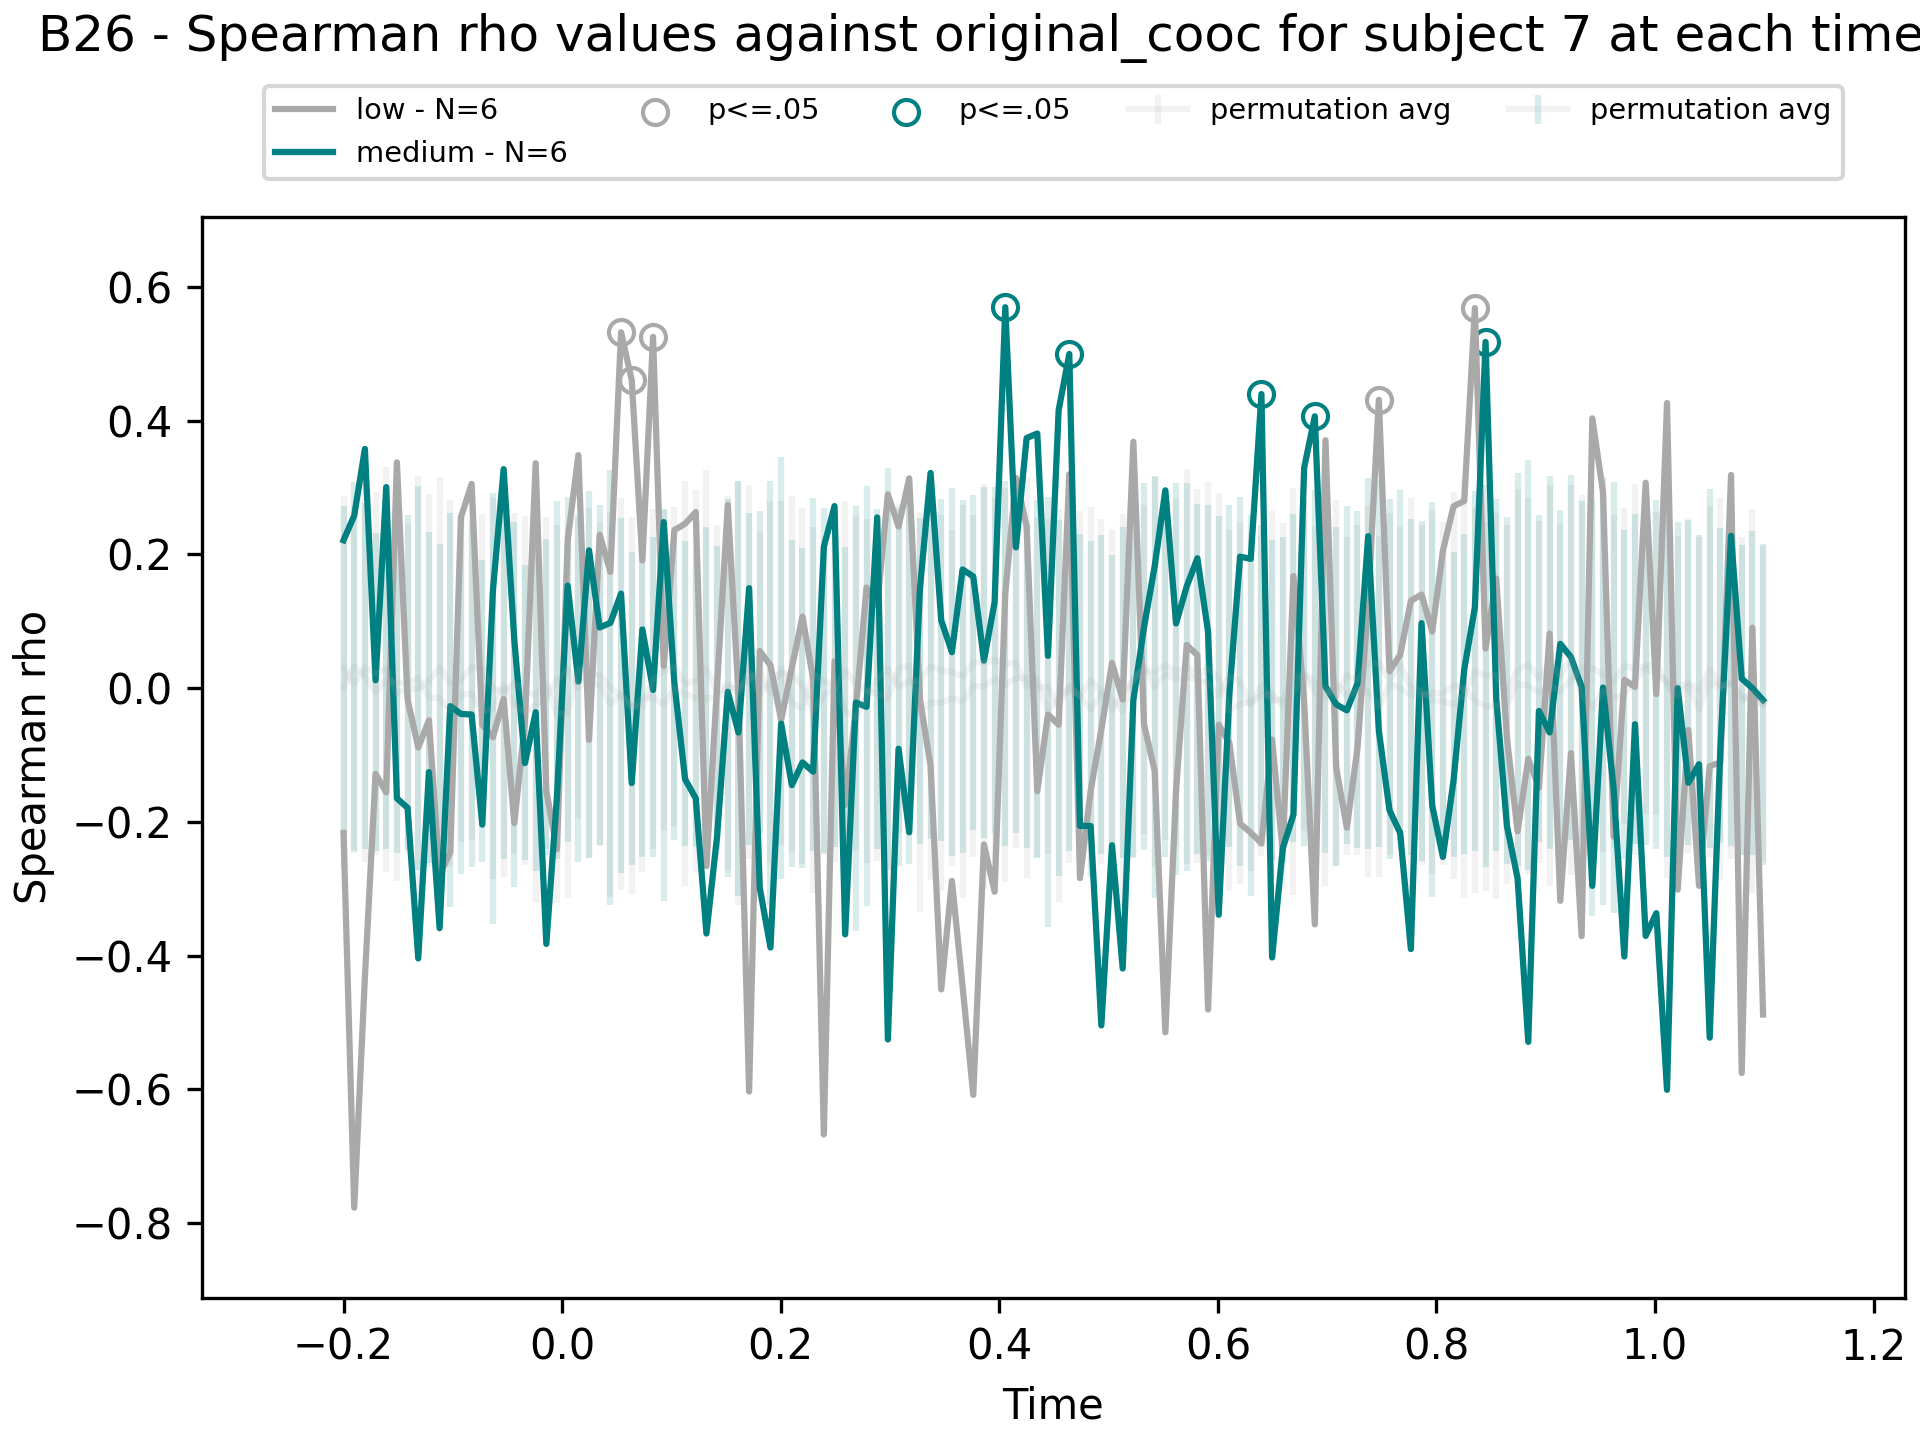 B26 - Spearman rho values against original_cooc for subject 7 at each time
low - N=6
medium - N=6
p<=.05
p<=.05
permutation avg
permutation avg
Spearman rho
0.6
0.4
0.2
0.0
−0.2
−0.4
−0.6
−0.8
−0.2
0.0
0.2
0.4
0.6
0.8
1.0
1.2
Time